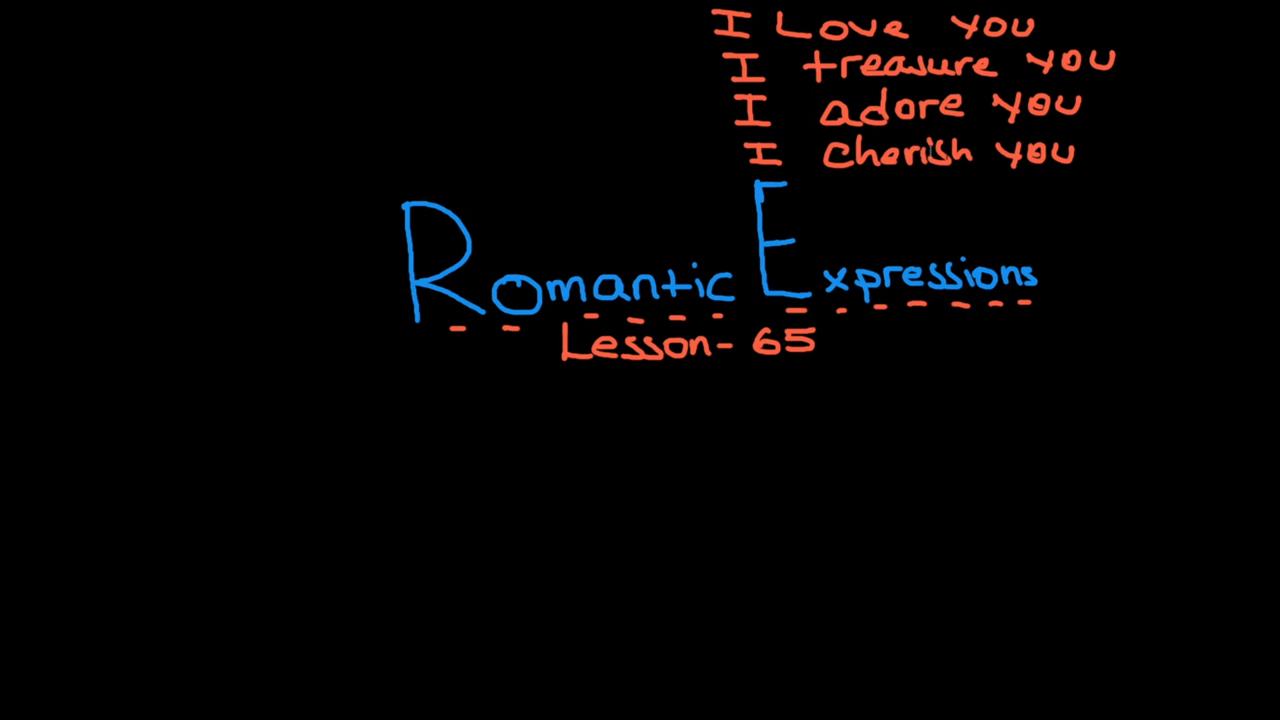 I Love you
I treasure you
I adore you
I cherish you
Romantic Expressions
Lesson-65